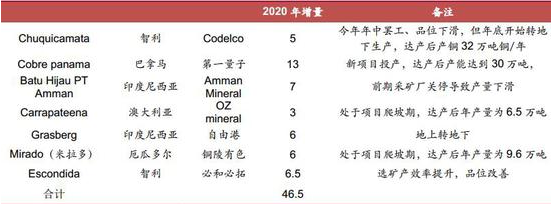 2020 年增量 备注
Chuquicamata 智利 Codelco 5 今年年中罢工、品位下滑，但年底开始转地下生产，达产后产铜 32 万吨铜/年
Cobre panama 巴拿马 第一量子 13 新项目投产，达产后产能达到 30 万吨，
Batu Hijau PT Amman 印度尼西亚 Amman Mineral 7 前期采矿厂关停导致产量下滑
Carrapateena 澳大利亚 OZ mineral 3 处于项目爬坡期，达产后年产量为 6.5 万吨
Grasberg 印度尼西亚 自由港 6 地上转地下
Mirado（米拉多） 厄瓜多尔 铜陵有色 6 处于项目爬坡期，达产后年产量为 9.6 万吨
Escondida 智利 必和必拓 6.5 选矿产效率提升，品位改善
合计 46.5